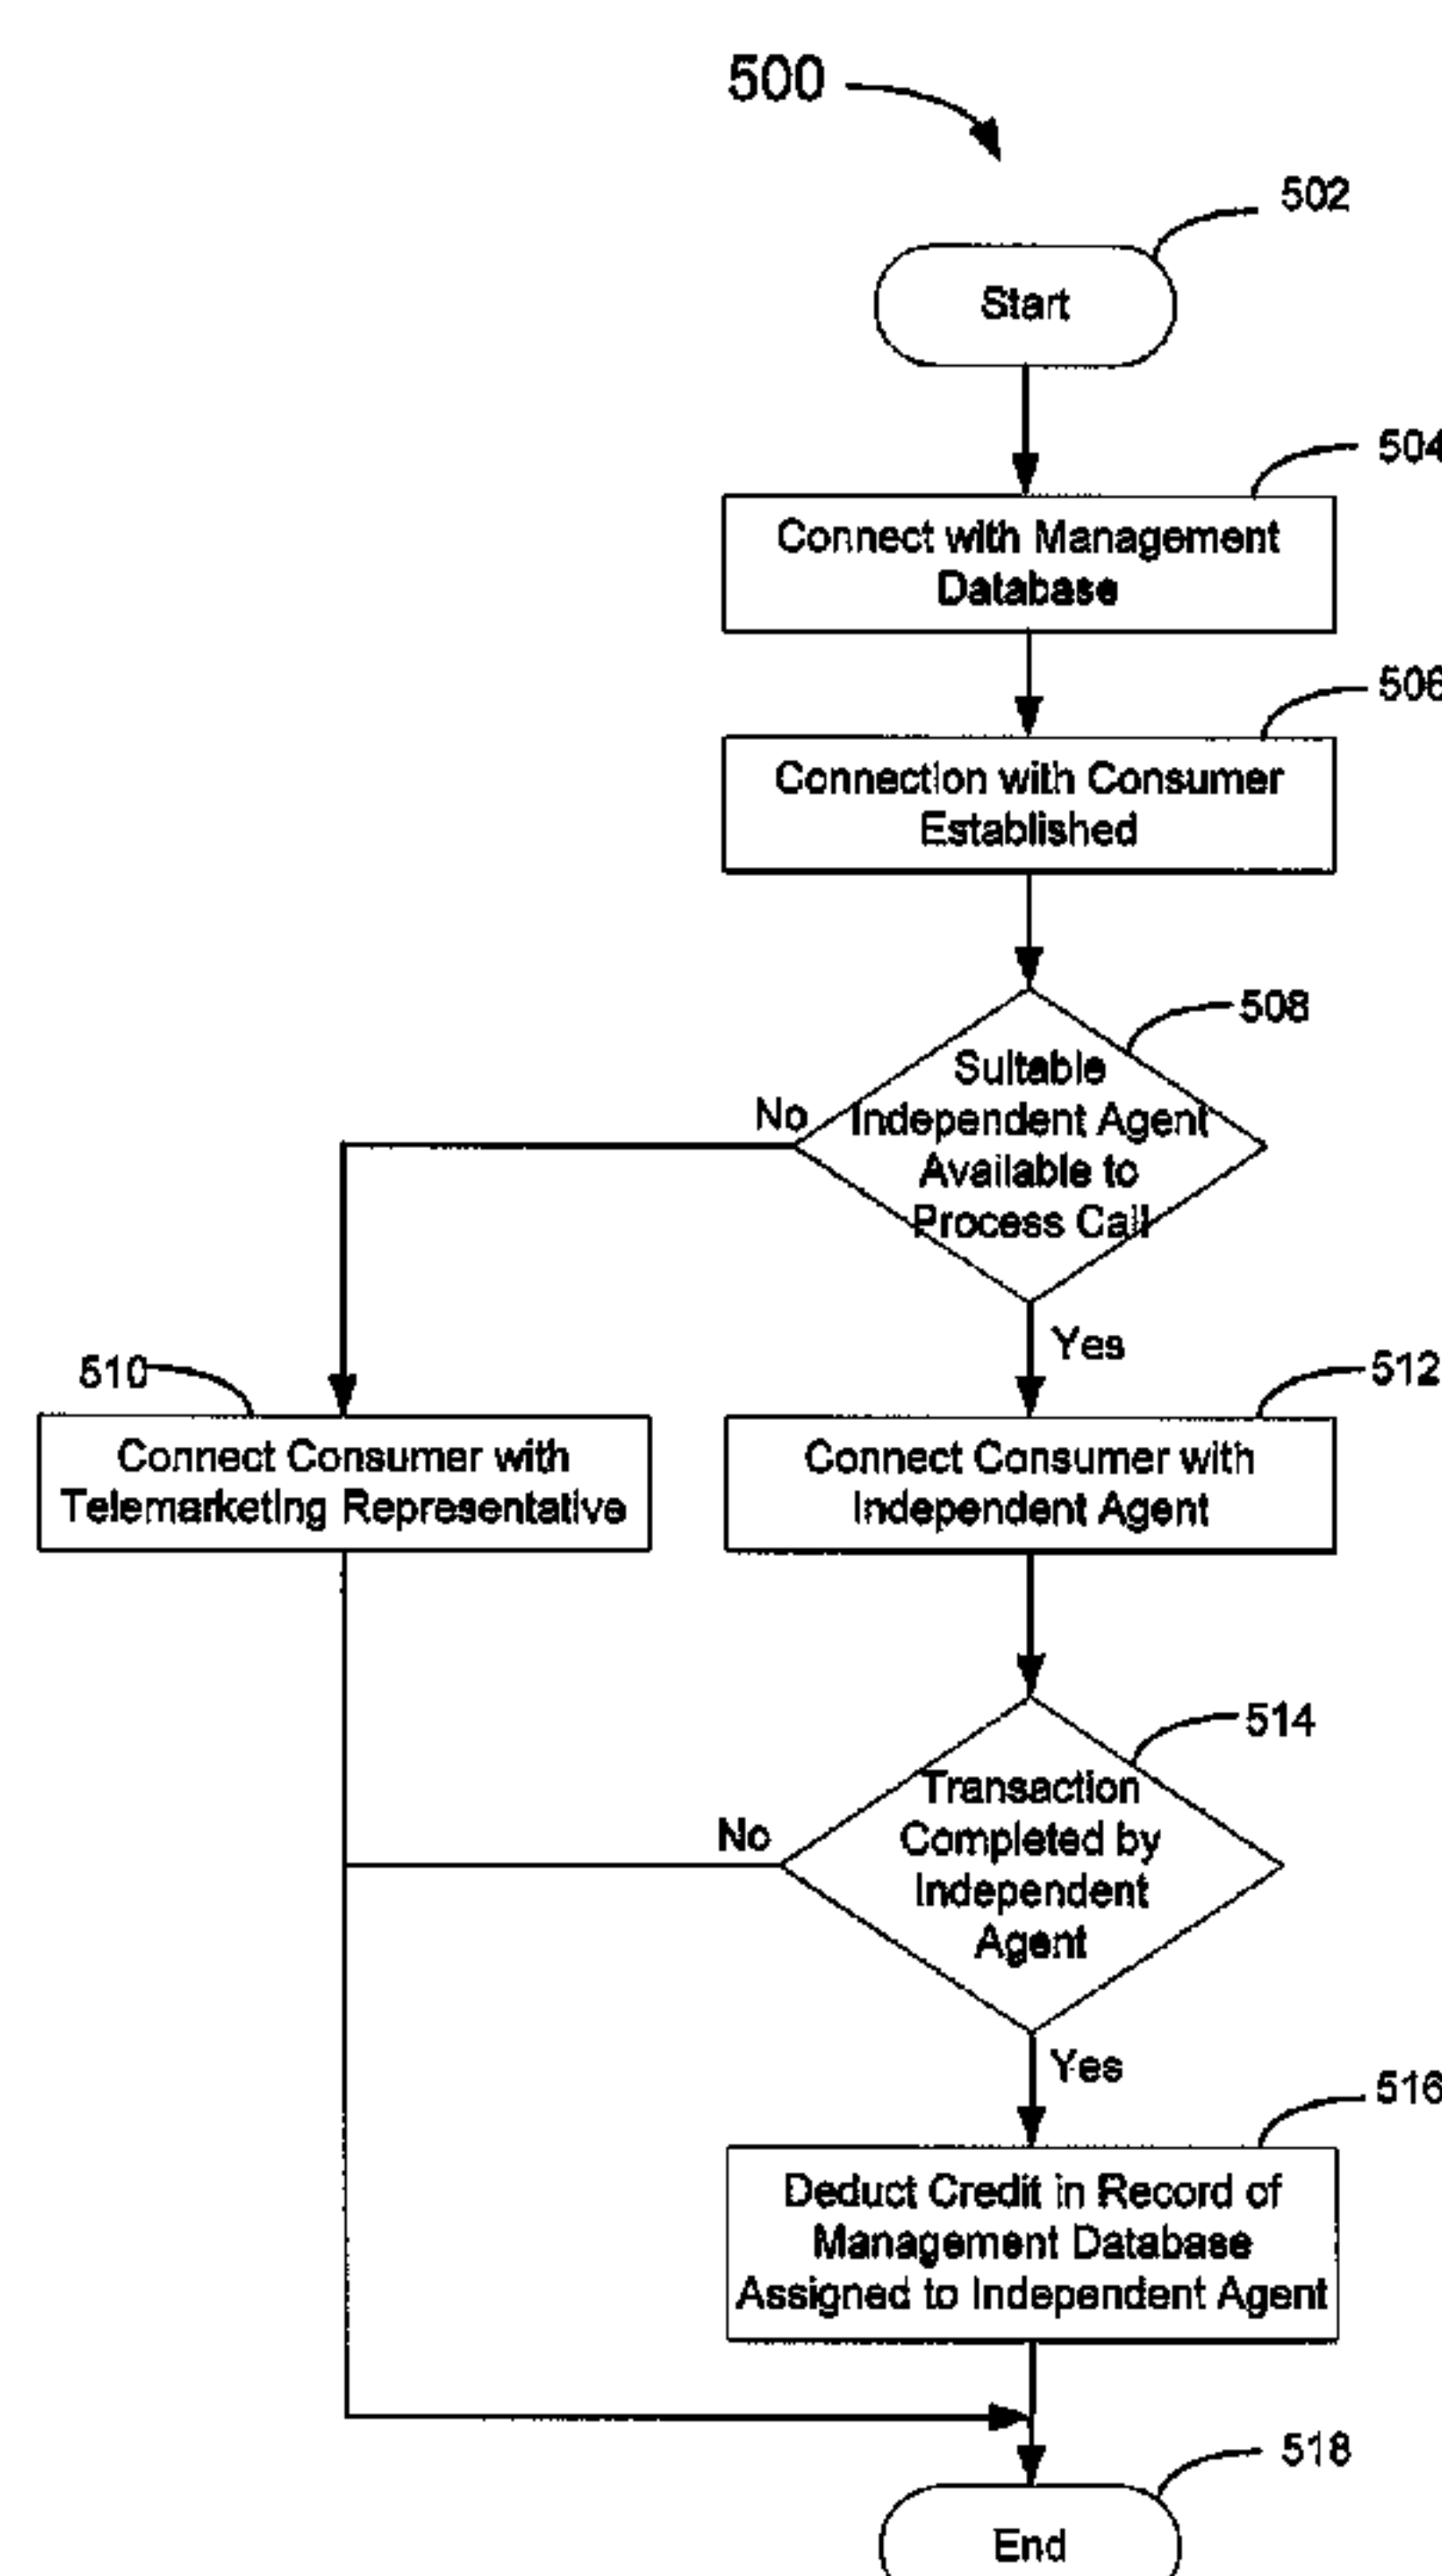 500
502
Start
504
Connect with Management
Database
506
Connection with Consumer
Established
508
Suitable
Independent Agent
Available to
Process Call
No
Yes
510
Connect Consumer with
Telemarketing Representative
512
Connect Consumer with
Independent Agent
514
Transaction
Completed by
Independent
Agent
No
Yes
516
Deduct Credit in Record of
Management Database
Assigned to Independent Agent
518
End